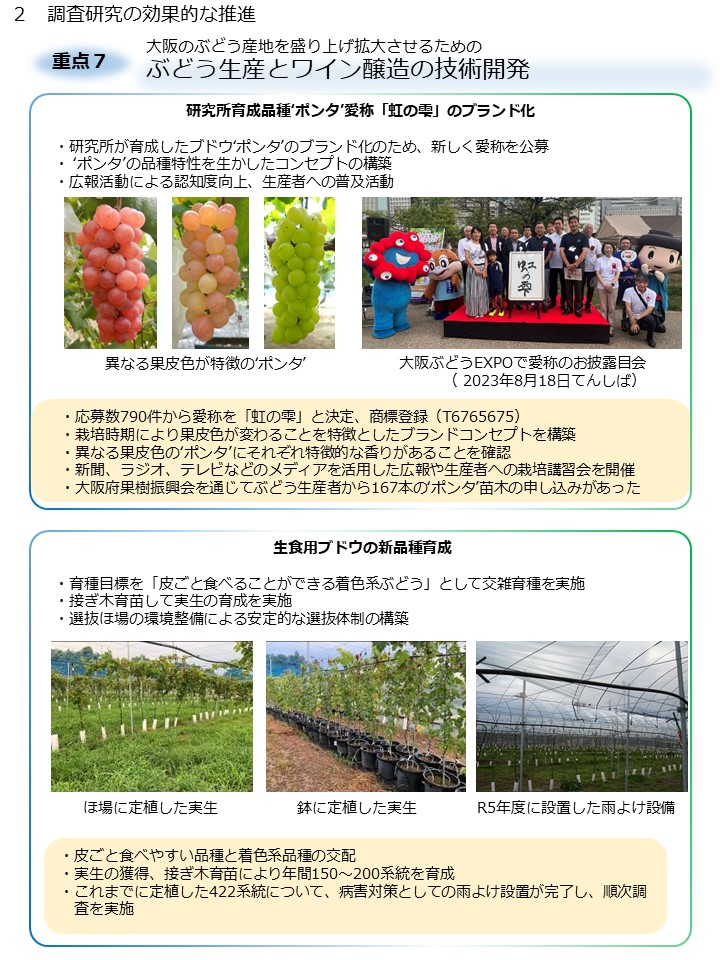 2　調査研究の効果的な推進
重点７
大阪のぶどう産地を盛り上げ拡大させるための
ぶどう生産とワイン醸造の技術開発
研究所育成品種‘ポンタ’愛称「虹の雫」のブランド化
・研究所が育成したブドウ‘ポンタ’のブランド化のため、新しく愛称を公募
・‘ポンタ’の品種特性を生かしたコンセプトの構築
・広報活動による認知度向上、生産者への普及活動
虹の雫
異なる果皮色が特徴の‘ポンタ’
大阪ぶどうEXPOで愛称のお披露目会
（ 2023年8月18日てんしば）
・応募数790件から愛称を「虹の雫」と決定、商標登録（T6765675）
・栽培時期により果皮色が変わることを特徴としたブランドコンセプトを構築
・異なる果皮色の‘ポンタ’にそれぞれ特徴的な香りがあることを確認
・新聞、ラジオ、テレビなどのメディアを活用した広報や生産者への栽培講習会を開催
・大阪府果樹振興会を通じてぶどう生産者から167本の‘ポンタ’苗木の申し込みがあった
生食用ブドウの新品種育成
・育種目標を「皮ごと食べることができる着色系ぶどう」として交雑育種を実施
・接ぎ木育苗して実生の育成を実施
・選抜ほ場の環境整備による安定的な選抜体制の構築
ほ場に定植した実生
鉢に定植した実生
R5年度に設置した雨よけ設備
・皮ごと食べやすい品種と着色系品種の交配
・実生の獲得、接ぎ木育苗により年間150～200系統を育成
・これまでに定植した422系統について、病害対策としての雨よけ設置が完了し、順次調
査を実施